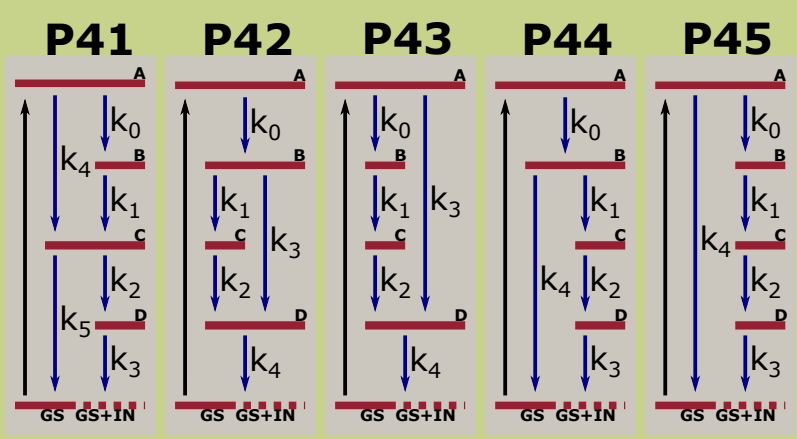 P41 P42 P43 P44 P45
A A A A A
k₀ k₀ k₀ k₀ k₀
B B B B B
k₄
k₁ k₁ k₁ k₃ k₁ k₁
C C C C C
k₃ k₄
k₂ k₂ k₂ k₄ k₂ k₂
D D D D D
k₅
k₃ k₄ k₄ k₃ k₃
GS GS+IN GS GS+IN GS GS+IN GS GS+IN GS GS+IN